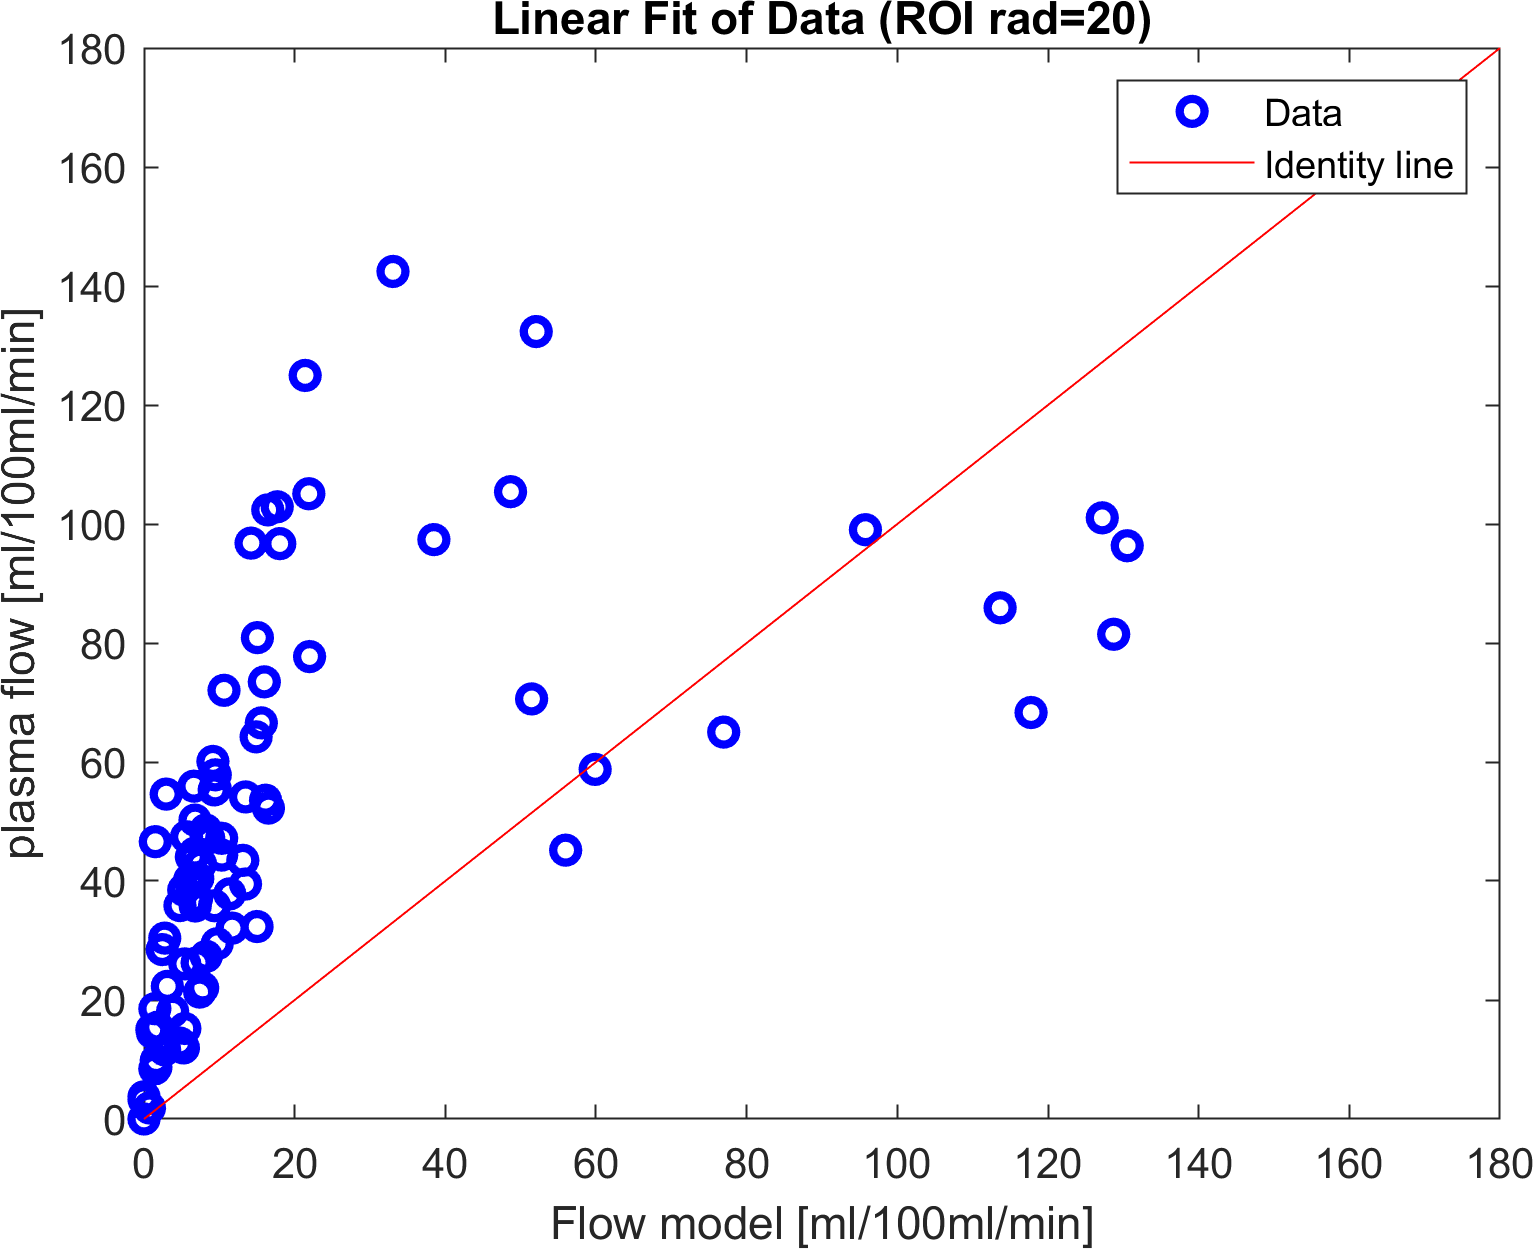 Linear Fit of Data (ROI rad=20)
180
160
140
120
100
80
60
40
20
0
plasma flow [ml/100ml/min]
Data
Identity line
0 20 40 60 80 100 120 140 160 180
Flow model [ml/100ml/min]